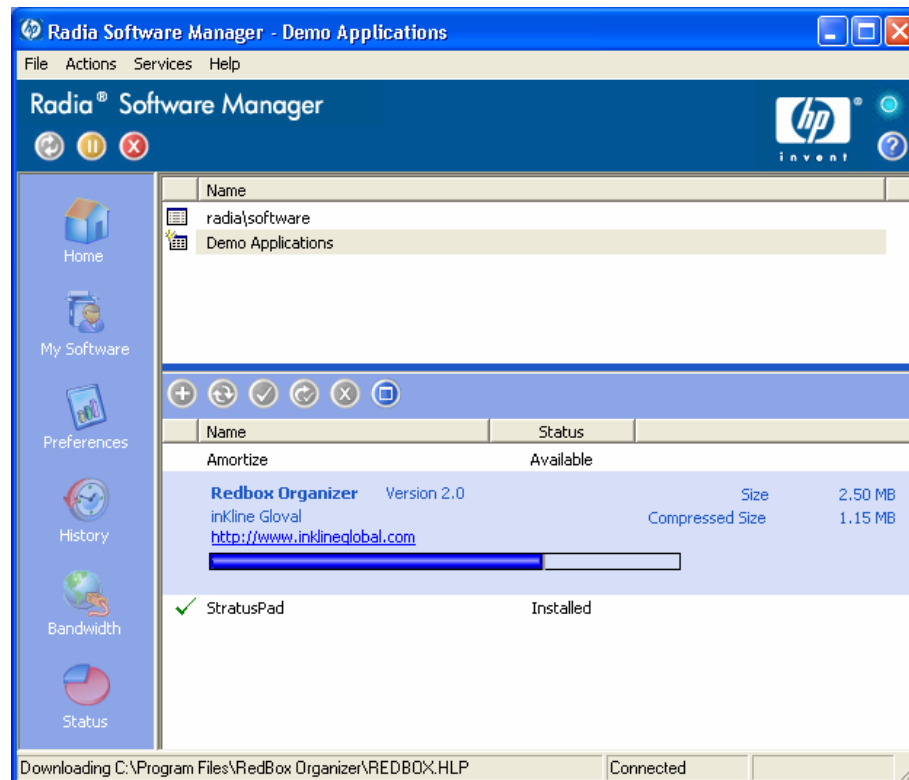 Radia Software Manager - Demo Applications
File Actions Services Help
Radia® Software Manager
hp ®
invent
?
Name
radia\software
Demo Applications
Home
My Software
Preferences
History
Bandwidth
Status
Name Status
Amortize Available
Redbox Organizer Version 2.0 Size 2.50 MB
inKline Gloval Compressed Size 1.15 MB
http://www.inklineglobal.com
StratusPad Installed
Downloading C:\Program Files\RedBox Organizer\REDBOX.HLP Connected